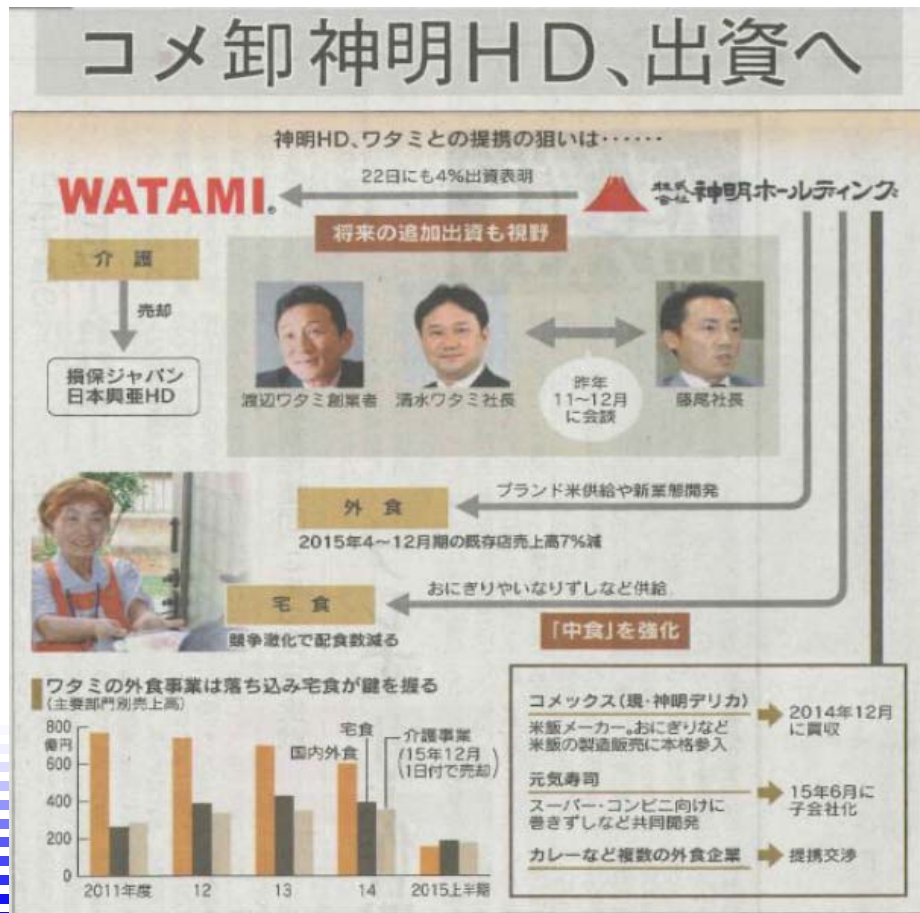 コメ卸 神明HD、出資へ
神明HD、ワタミとの提携の狙いは……
WATAMI
22日にも4%出資表明
株式会社 神明ホールディングス
将来の追加出資も視野
介護
売却
損保ジャパン
日本興亜HD
渡辺ワタミ創業者
清水ワタミ社長
昨年
11〜12月
に会談
藤尾社長
外食
ブランド米供給や新業態開発
2015年4〜12月期の既存店売上高7%減
宅食
おにぎりやいなりずしなど供給
競争激化で配食数減る
「中食」を強化
ワタミの外食事業は落ち込み宅食が鍵を握る
(主要部門別売上高)
800
億円
600
400
200
0
国内外食
宅食
介護事業
(15年12月
1日付で売却)
2011年度
12
13
14
2015上半期
コメックス(現・神明デリカ)
米飯メーカー。おにぎりなど
米飯の製造販売に本格参入
2014年12月
に買収
元気寿司
スーパー・コンビニ向けに
巻きずしなど共同開発
15年6月に
子会社化
カレーなど複数の外食企業
提携交渉